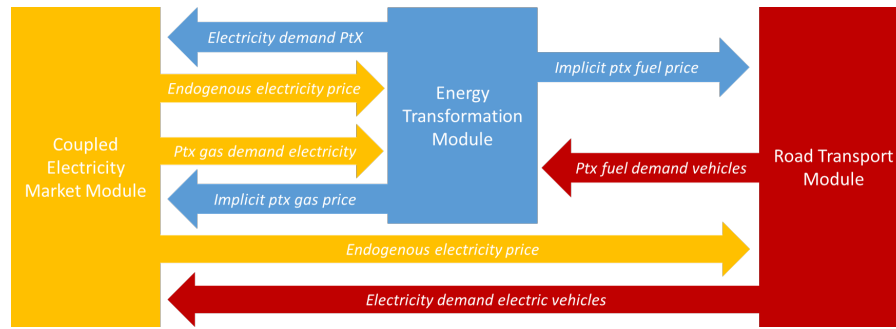 Electricity demand PtX
Endogenous electricity price
Ptx gas demand electricity
Implicit ptx gas price
Coupled
Electricity
Market Module
Energy
Transformation
Module
Implicit ptx fuel price
Ptx fuel demand vehicles
Road Transport
Module
Endogenous electricity price
Electricity demand electric vehicles